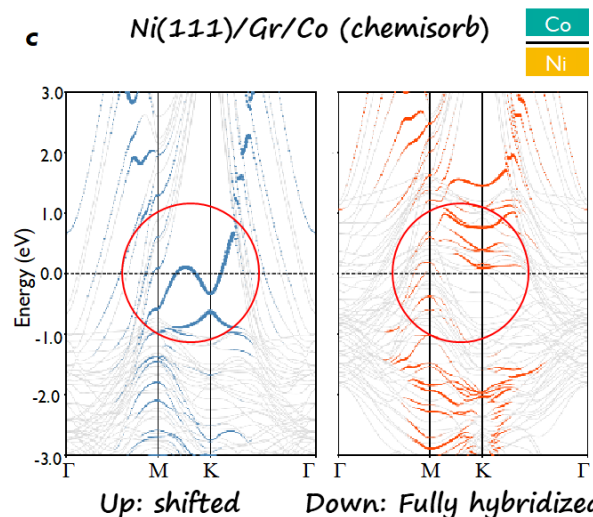 c
Ni(111)/Gr/Co (chemisorb)
Co
Ni
Energy (eV)
3.0
2.0
1.0
0.0
-1.0
-2.0
-3.0
Γ M K Γ
Γ M K Γ
Up: shifted
Down: Fully hybridized